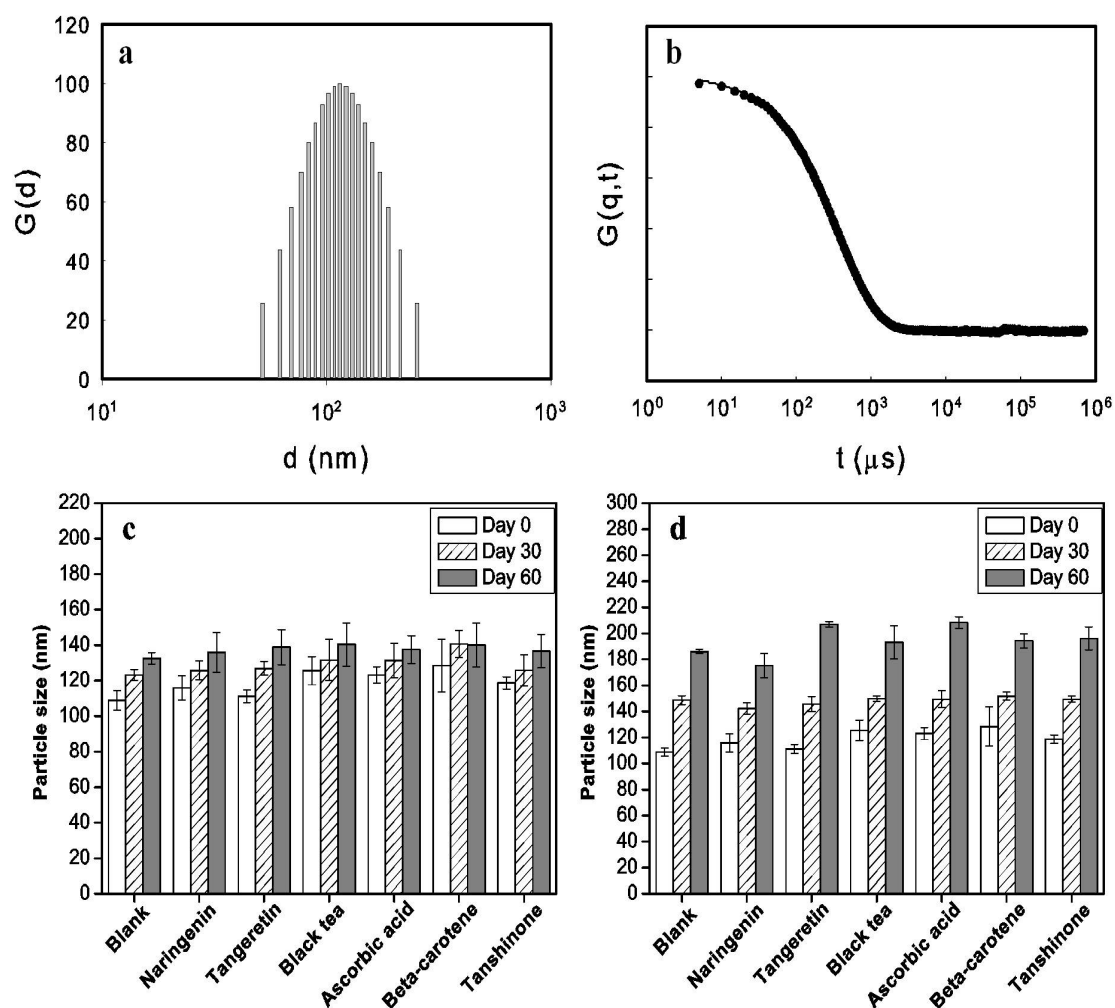 a
G(d)
120
100
80
60
40
20
0
10¹ 10² 10³
d (nm)
b
G(q,t)
10⁰ 10¹ 10² 10³ 10⁴ 10⁵ 10⁶
t (μs)
c
Particle size (nm)
220
200
180
160
140
120
100
80
60
40
20
0
Day 0
Day 30
Day 60
Blank
Naringenin
Tangeretin
Black tea
Ascorbic acid
Beta-carotene
Tanshinone
d
Particle size (nm)
300
280
260
240
220
200
180
160
140
120
100
80
60
40
20
0
Day 0
Day 30
Day 60
Blank
Naringenin
Tangeretin
Black tea
Ascorbic acid
Beta-carotene
Tanshinone